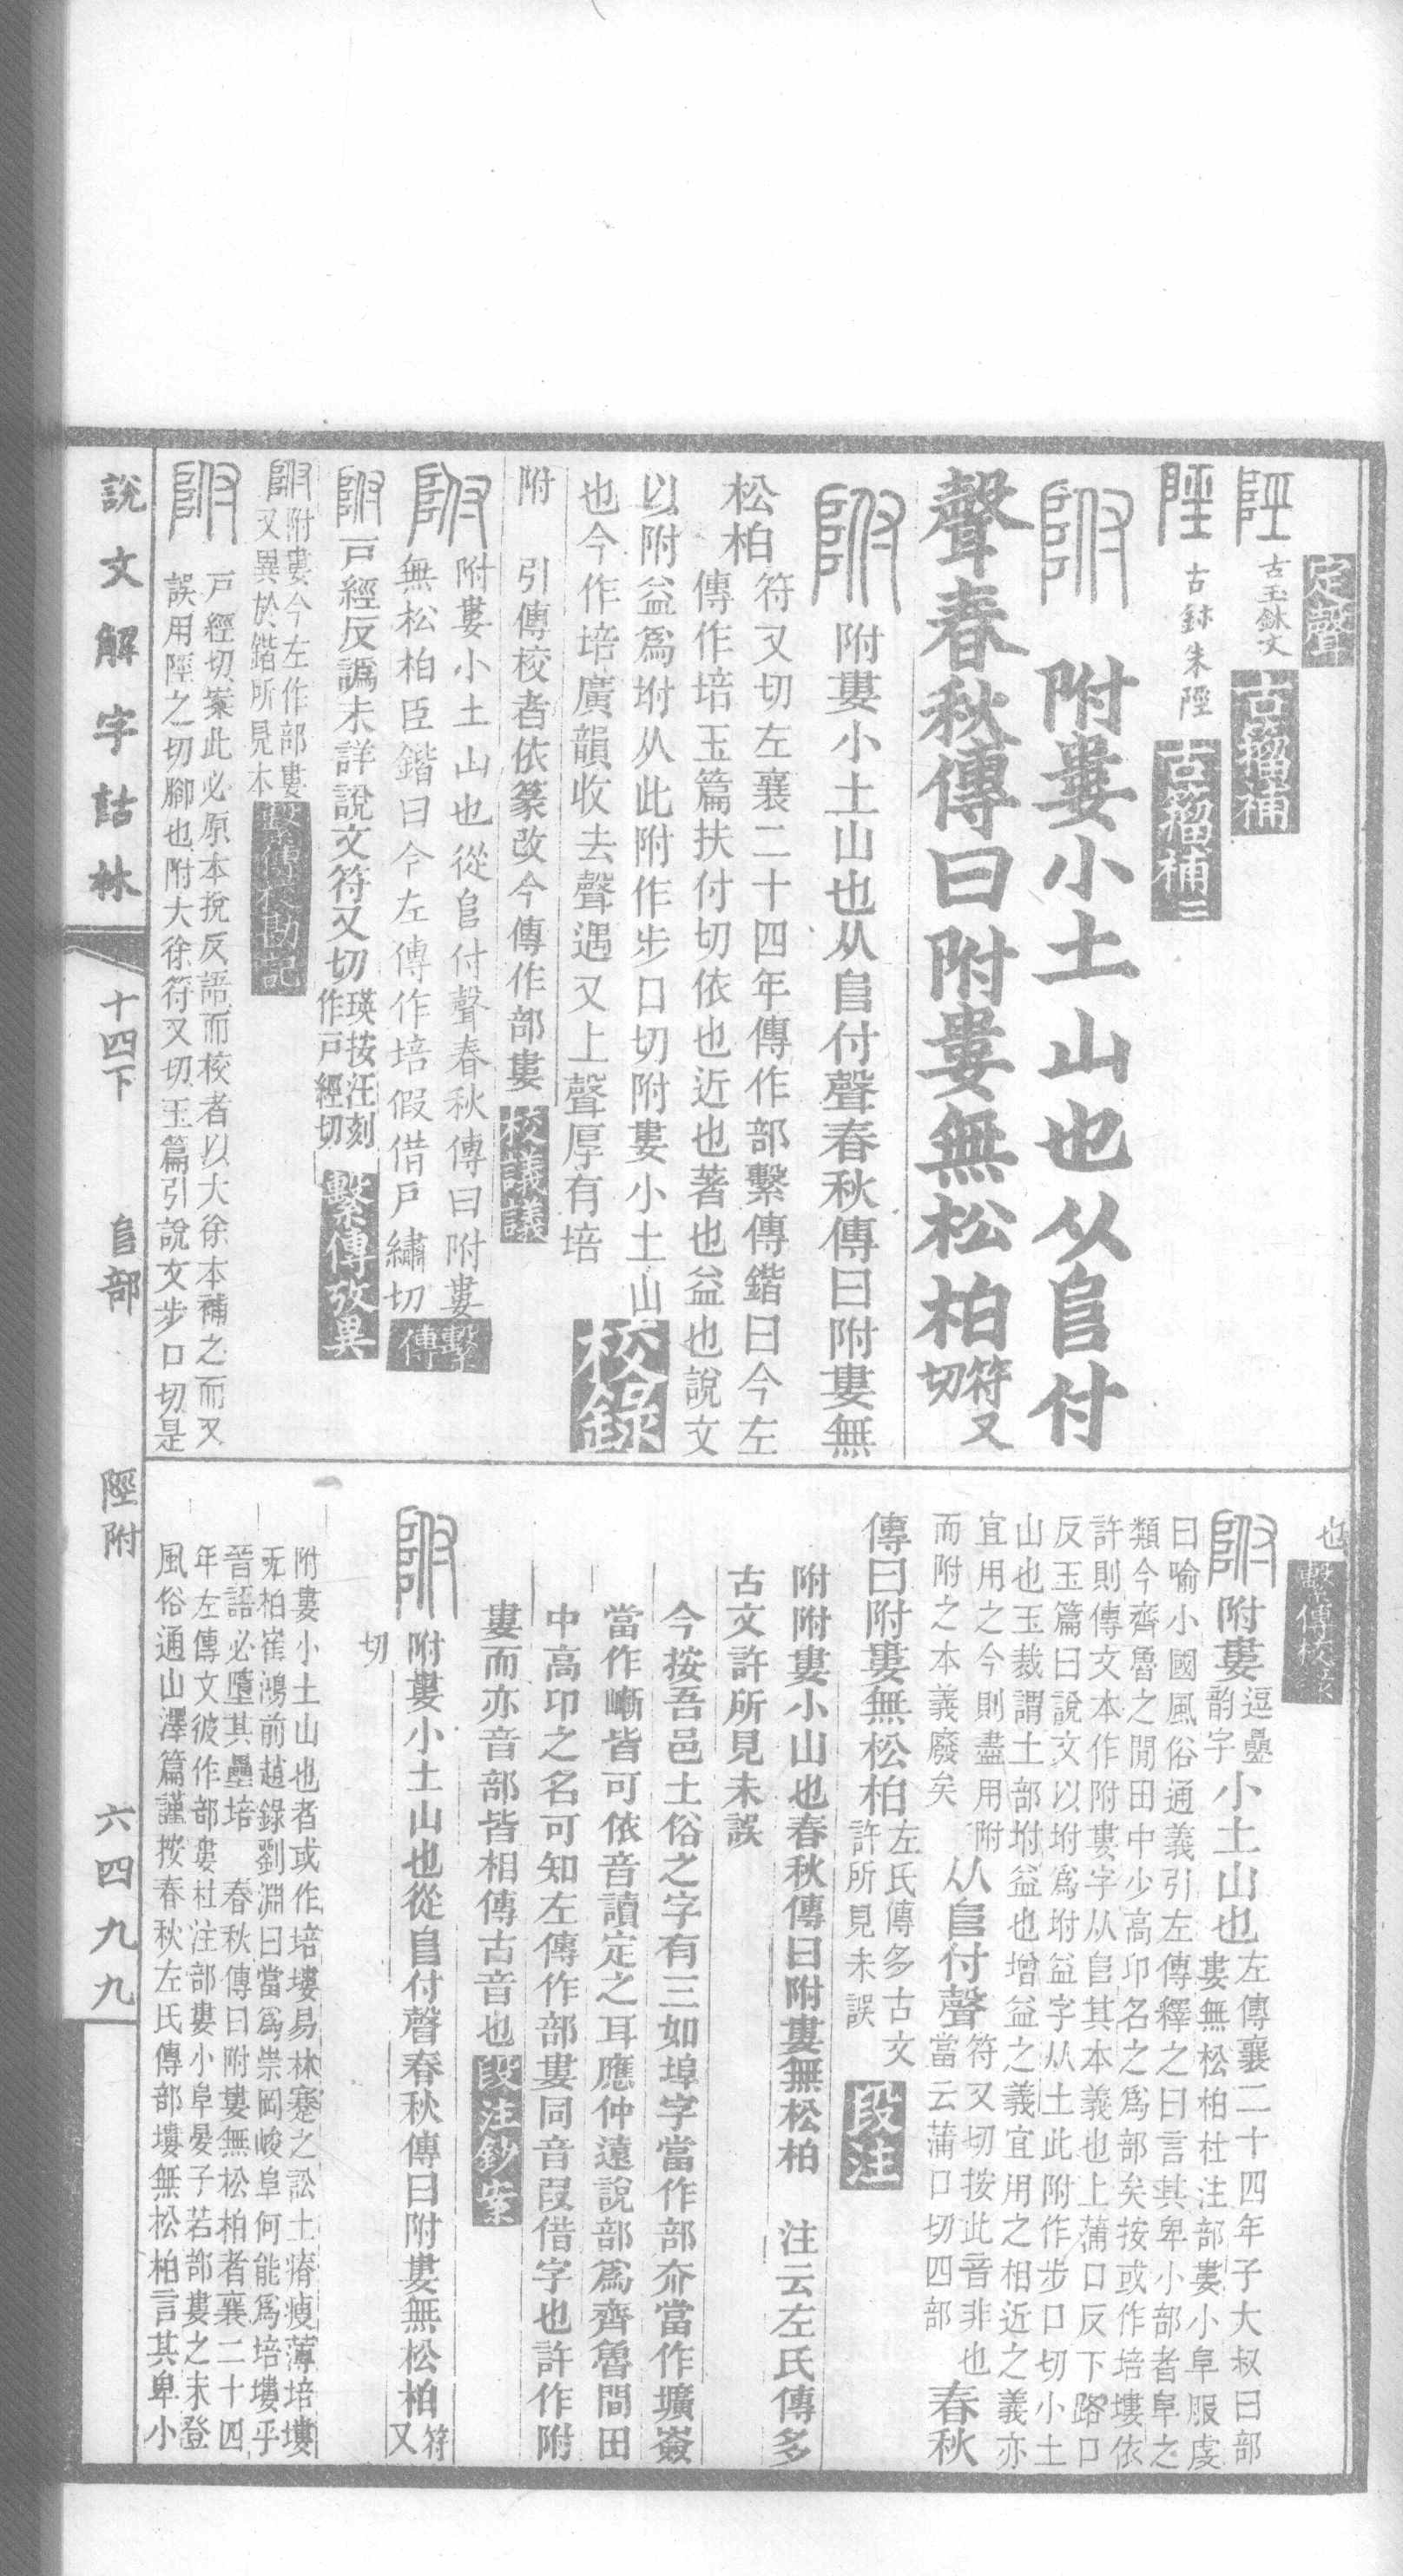 定聲
古玉鉥文 古籀補
古鉥朱陘 古籀補二
附婁小土山也从𨸏付
聲春秋傳曰附婁無松柏符又切
附婁小土山也从𨸏付聲春秋傳曰附婁無
松柏
符又切左襄二十四年傳作部繫傳鍇曰今左
傳作培玉篇扶付切依也近也著也益也說文
以附益爲坿从此附作步口切附婁小土山
也今作培廣韻收去聲遇又上聲厚有培
校錄
附 引傳校者依篆改今傳作部婁 校議議
附婁小土山也從𨸏付聲春秋傳曰附婁
無松柏臣鍇曰今左傳作培假借戶繡切
繫傳
戶經反譌未詳說文符又切
瑛按汪刻
作戶經切
繫傳攷異
附婁今左作部婁
又異於鍇所見本
繫傳校勘記
戶經切案此必原本挩反語而校者以大徐本補之而又
誤用陘之切腳也附大徐符又切玉篇引說文步口切是
說文解字詁林 十四下 𨸏部 陘附 六四九九
也 繫傳校錄
附婁
逗疊
韵字
小土山也
左傳襄二十四年子大叔曰部
婁無松柏杜注部婁小阜服虔
曰喻小國風俗通義引左傳釋之曰言其卑小部者阜之
類今齊魯之閒田中少高卬名之爲部矣按或作培塿依
許則傳文本作附婁字从𨸏其本義也上蒲口反下路口
反玉篇曰說文以坿爲坿益字从土此附作步口切小土
山也玉裁謂土部坿益也增益之義宜用之相近之義亦
宜用之今則盡用附
而附之本義廢矣
从𨸏付聲
符又切按此音非也
當云蒲口切四部
春秋
傳曰附婁無松柏
左氏傳多古文
許所見未誤
段注
附附婁小山也春秋傳曰附婁無松柏 注云左氏傳多
古文許所見未誤
今按吾邑土俗之字有三如埠字當作部夼當作壙䃁
當作嶃皆可依音讀定之耳應仲遠說部爲齊魯間田
中高卬之名可知左傳作部婁同音叚借字也許作附
婁而亦音部皆相傳古音也 段注鈔案
附婁小土山也從𨸏付聲春秋傳曰附婁無松柏符又
切
附婁小土山也者或作培塿易林蹇之訟土瘠瘦薄培塿
无柏崔鴻前趙錄劉淵曰當爲崇岡峻阜何能爲培塿乎
晉語必墮其壘培 春秋傳曰附婁無松柏者襄二十四
年左傳文彼作部婁杜注部婁小阜晏子若部婁之未登
風俗通山澤篇謹按春秋左氏傳部塿無松柏言其卑小